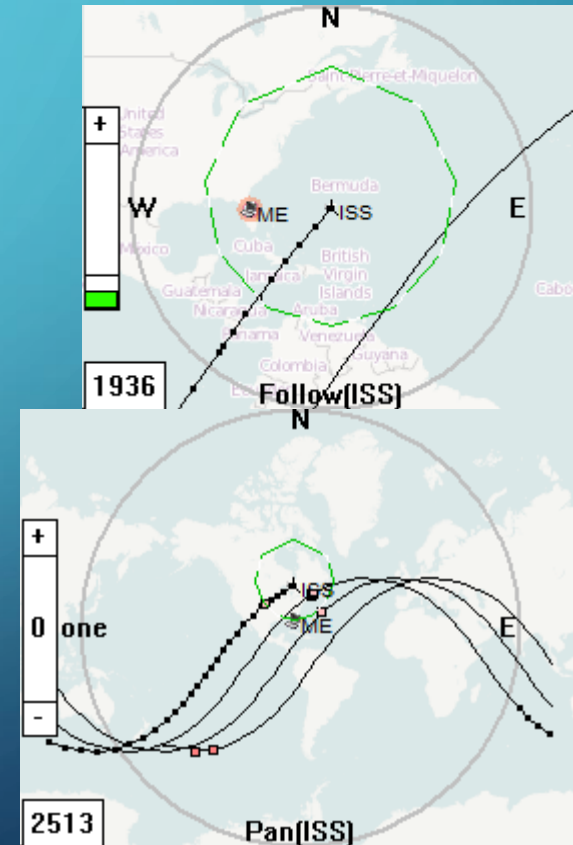 N
Saint-Pierre-et-Miquelon
United
States
America
+
Bermuda
W
ME
ISS
E
Mexico
Cuba
Jamaica
British
Virgin
Islands
Guatemala
Nicaragua
Aruba
Panama
Venezuela
Guyana
Colombia
1936
Follow[ISS]
N
+
ISS
0 one
ME
E
-
2513
Pan[ISS]